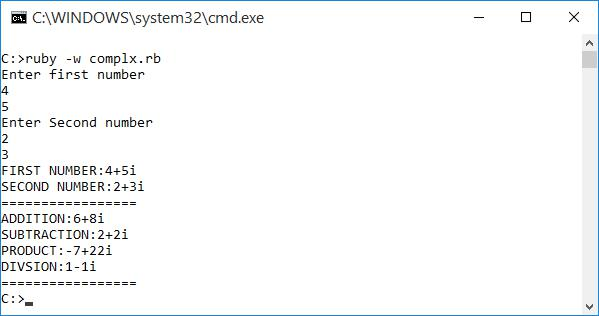 C:\WINDOWS\system32\cmd.exe
C:>ruby -w complx.rb
Enter first number
4
5
Enter Second number
2
3
FIRST NUMBER:4+5i
SECOND NUMBER:2+3i
=================
ADDITION:6+8i
SUBTRACTION:2+2i
PRODUCT:-7+22i
DIVSION:1-1i
=================
C:>